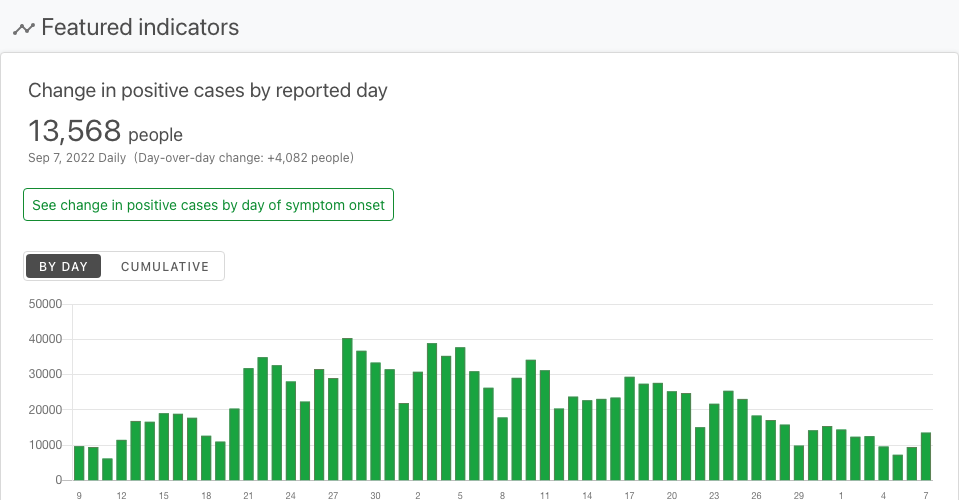 Featured indicators
Change in positive cases by reported day
13,568 people
Sep 7, 2022 Daily (Day-over-day change: +4,082 people)
See change in positive cases by day of symptom onset
BY DAY CUMULATIVE
50000
40000
30000
20000
10000
0
9 12 15 18 21 24 27 30 2 5 8 11 14 17 20 23 26 29 1 4 7